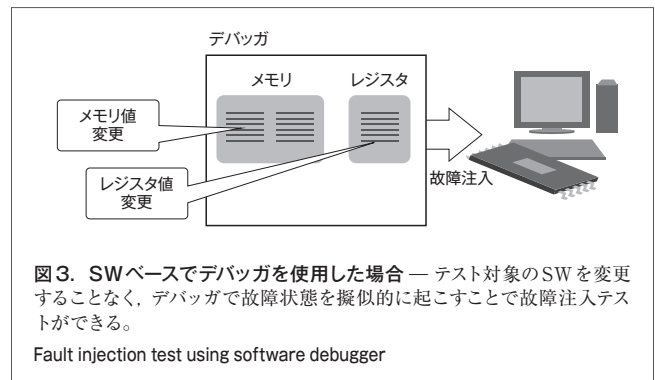 デバッガ
メモリ
レジスタ
メモリ値
変更
レジスタ値
変更
故障注入
図3. SWベースでデバッガを使用した場合 — テスト対象のSWを変更
することなく，デバッガで故障状態を擬似的に起こすことで故障注入テス
トができる。
Fault injection test using software debugger